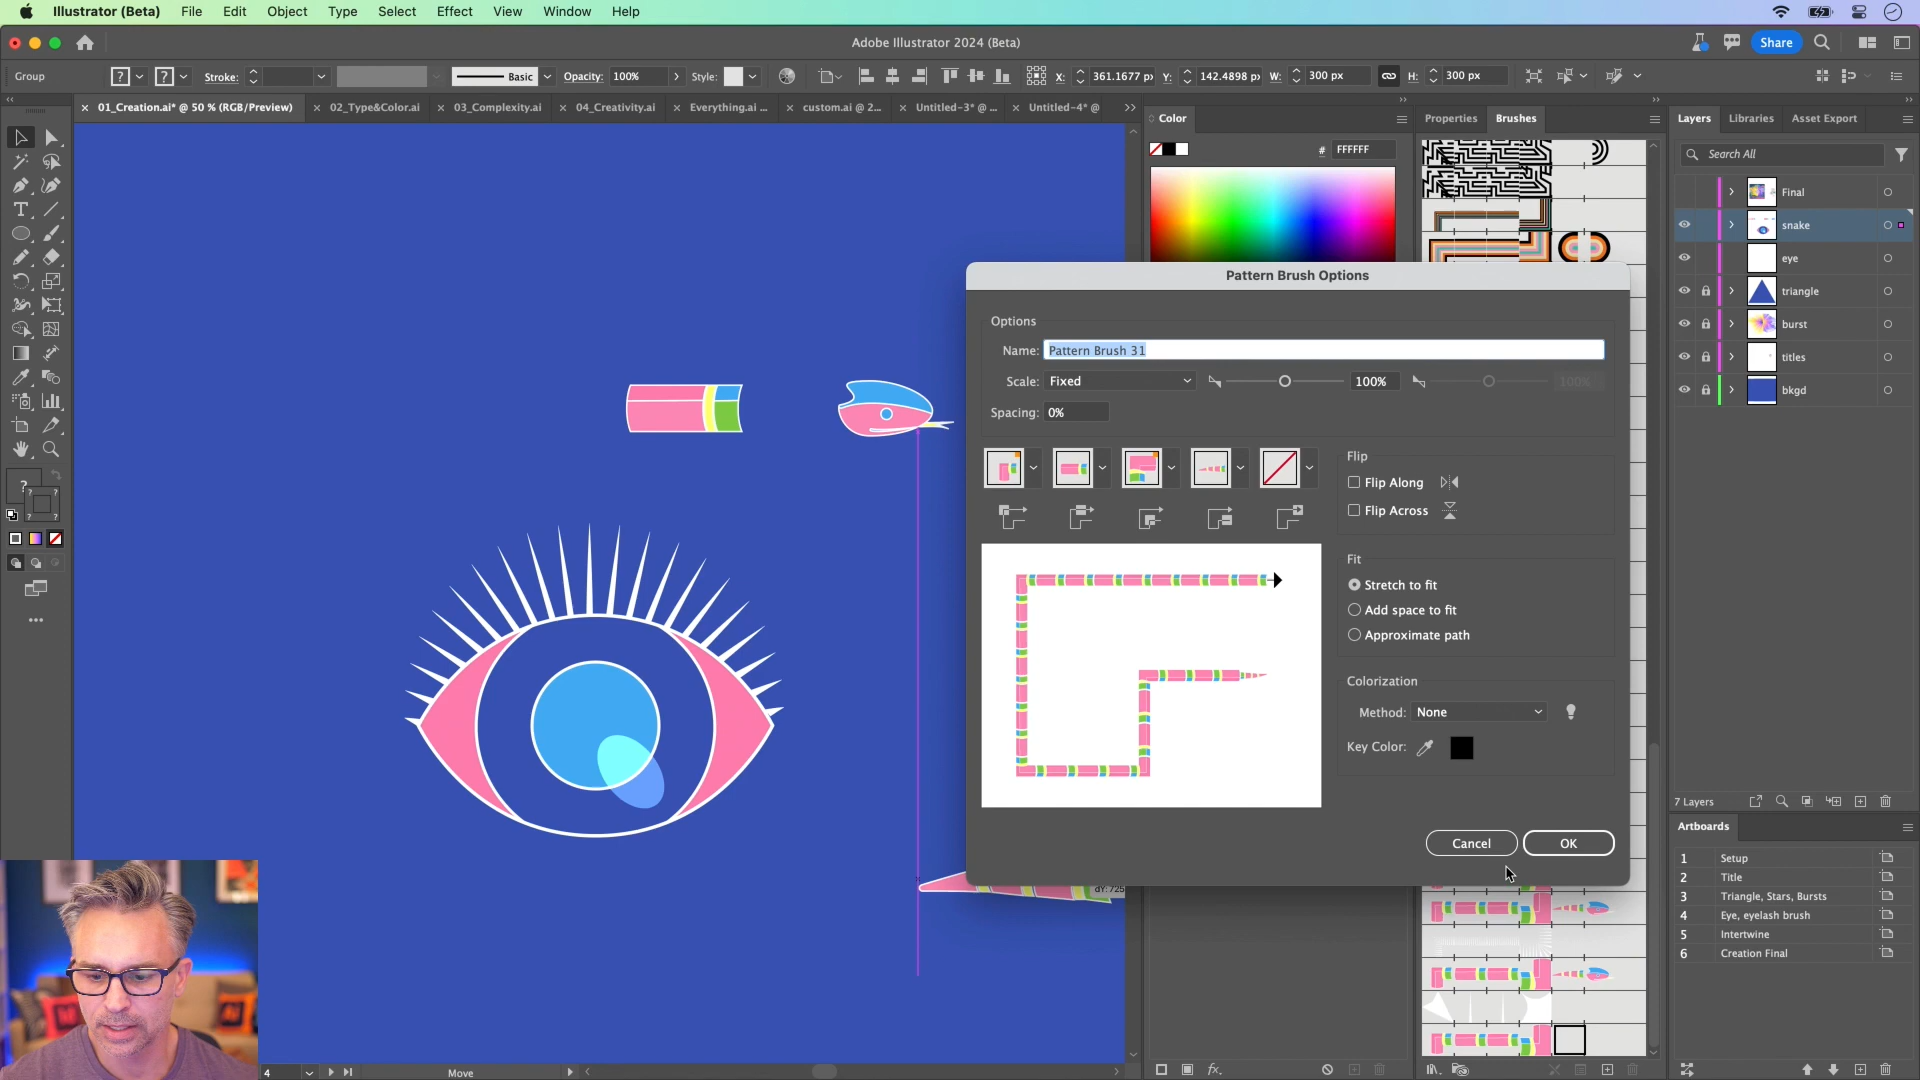 Illustrator (Beta) File Edit Object Type Select Effect View Window Help
Adobe Illustrator 2024 (Beta)
Share
Group
Stroke:
Basic
Opacity: 100%
Style:
X: 361.1677 px
Y: 142.4898 p
W: 300 px
H: 300 px
01_Creation.ai* @ 50 % (RGB/Preview)
02_Type&Color.ai
03_Complexity.ai
04_Creativity.ai
Everything.ai ...
custom.ai @ 2...
Untitled-3* @ ...
Untitled-4* @
Color
# FFFFFF
Properties Brushes
Layers Libraries Asset Export
Search All
Final
snake
eye
triangle
burst
titles
bkgd
7 Layers
Artboards
1 Setup
2 Title
3 Triangle, Stars, Bursts
4 Eye, eyelash brush
5 Intertwine
6 Creation Final
Pattern Brush Options
Options
Name: Pattern Brush 31
Scale: Fixed
100%
100%
Spacing: 0%
Flip
Flip Along
Flip Across
Fit
Stretch to fit
Add space to fit
Approximate path
Colorization
Method: None
Key Color:
Cancel
OK
dY: 725
4
Move
fx